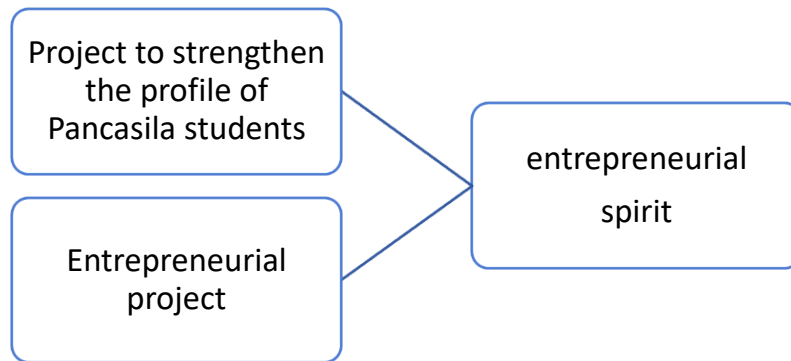 Project to strengthen
the profile of
Pancasila students
Entrepreneurial
project
entrepreneurial
spirit